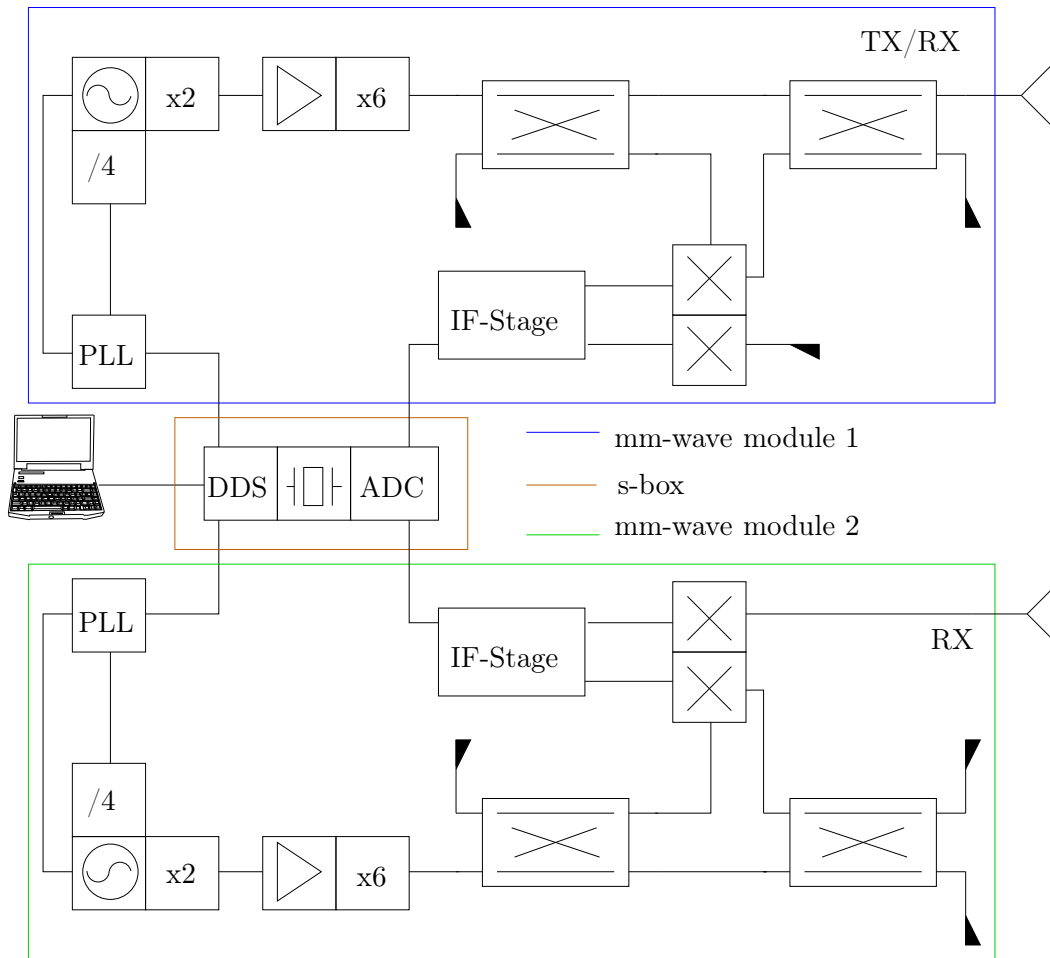 TX/RX
x2
x6
/4
IF-Stage
PLL
mm-wave module 1
DDS
ADC
s-box
mm-wave module 2
PLL
RX
IF-Stage
/4
x2
x6